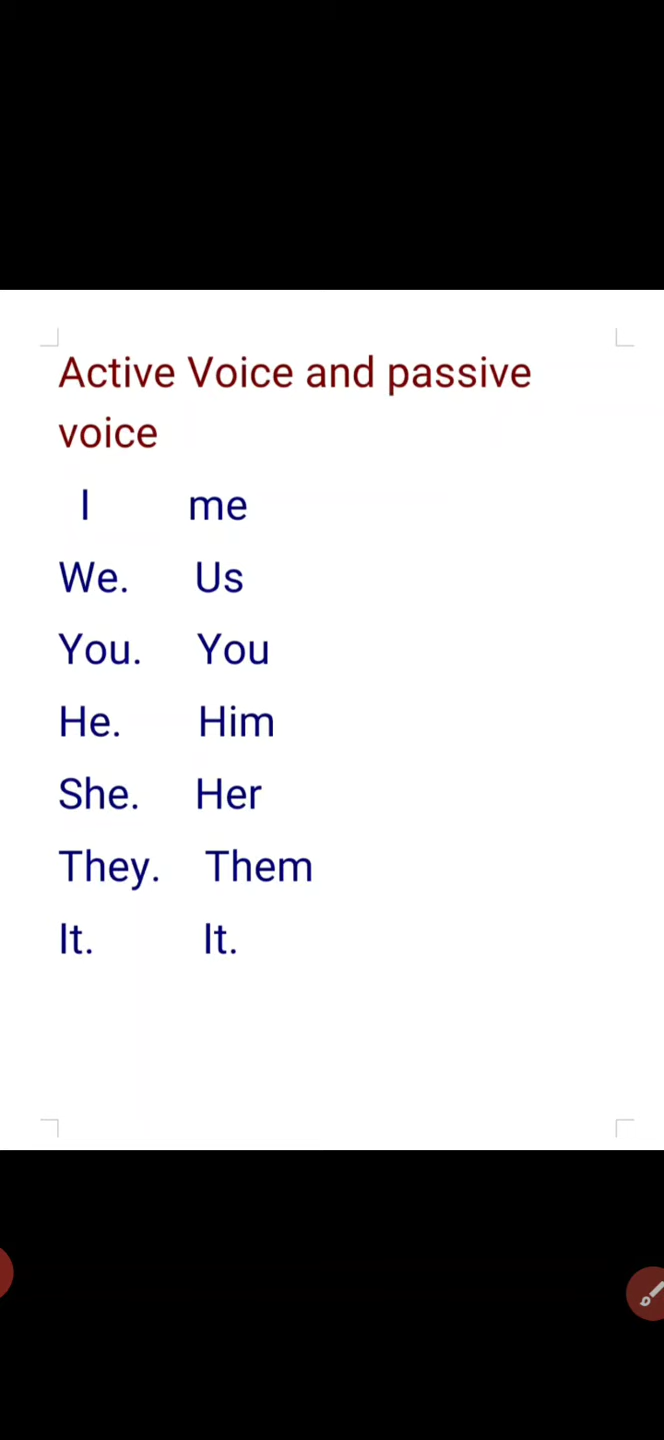 Active Voice and passive
voice
I me
We. Us
You. You
He. Him
She. Her
They. Them
It. It.